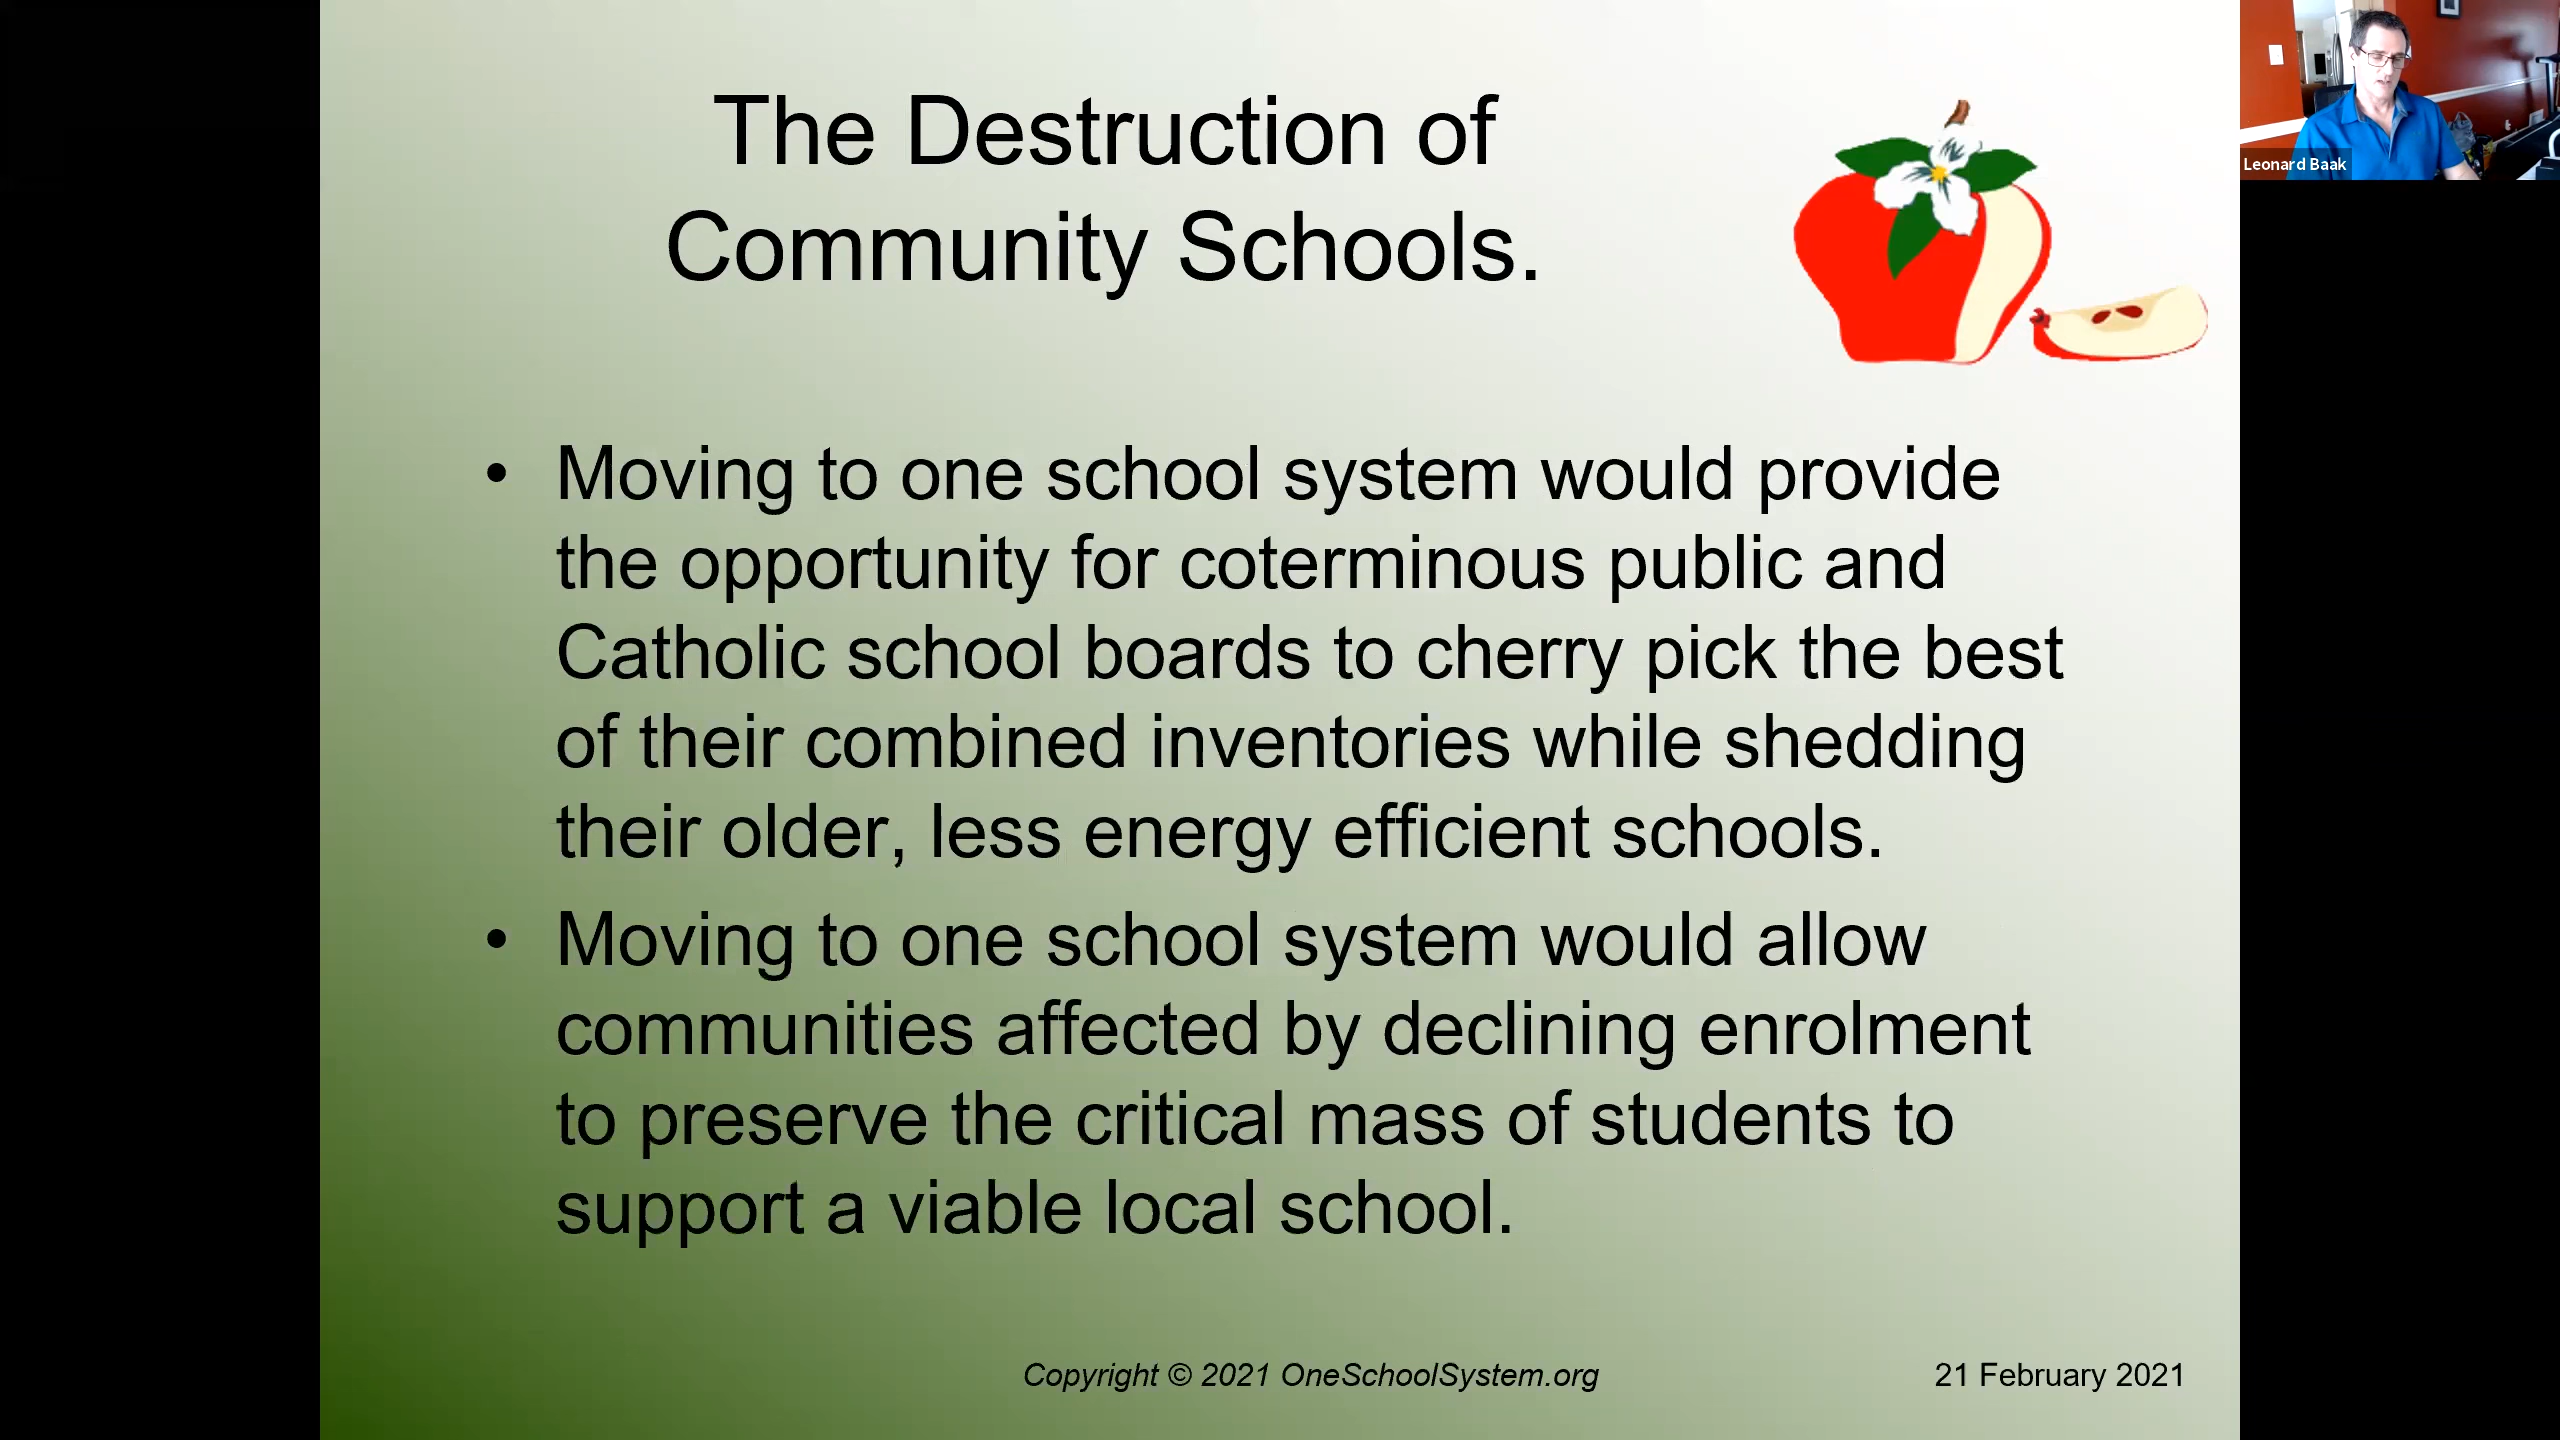 The Destruction of
Community Schools.
Leonard Baak
• Moving to one school system would provide
the opportunity for coterminous public and
Catholic school boards to cherry pick the best
of their combined inventories while shedding
their older, less energy efficient schools.
• Moving to one school system would allow
communities affected by declining enrolment
to preserve the critical mass of students to
support a viable local school.
Copyright © 2021 OneSchoolSystem.org
21 February 2021